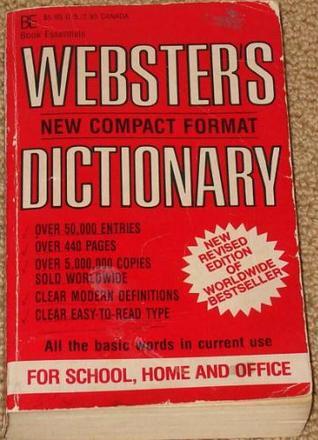 BE
Book Essentials
WEBSTER'S
NEW COMPACT FORMAT
DICTIONARY
OVER 50,000 ENTRIES
OVER 440 PAGES
OVER 5,000,000 COPIES
SOLD WORLDWIDE
CLEAR MODERN DEFINITIONS
CLEAR EASY-TO-READ TYPE
NEW
REVISED
EDITION
OF
WORLDWIDE
BESTSELLER
All the basic words in current use
FOR SCHOOL, HOME AND OFFICE